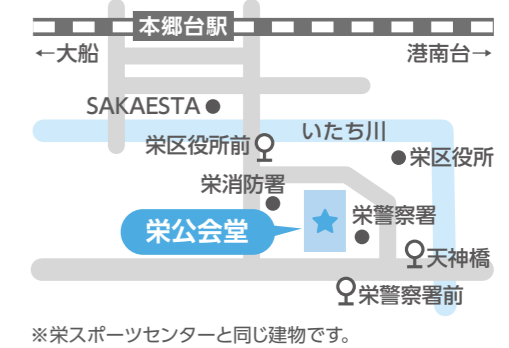 本郷台駅
←大船
港南台→
SAKAESTA
いたち川
栄区役所前
栄区役所
栄消防署
栄公会堂
栄警察署
天神橋
栄警察署前
※栄スポーツセンターと同じ建物です。